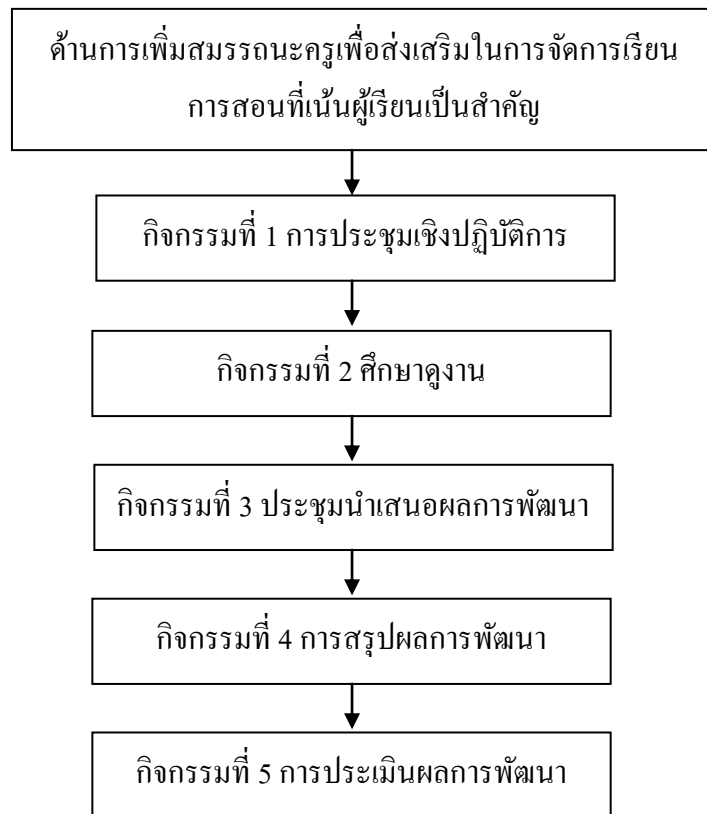 ด้านการเพิ่มสมรรถนะครูเพื่อส่งเสริมในการจัดการเรียน
การสอนที่เน้นผู้เรียนเป็นสำคัญ
กิจกรรมที่ 1 การประชุมเชิงปฏิบัติการ
กิจกรรมที่ 2 ศึกษาดูงาน
กิจกรรมที่ 3 ประชุมนำเสนอผลการพัฒนา
กิจกรรมที่ 4 การสรุปผลการพัฒนา
กิจกรรมที่ 5 การประเมินผลการพัฒนา